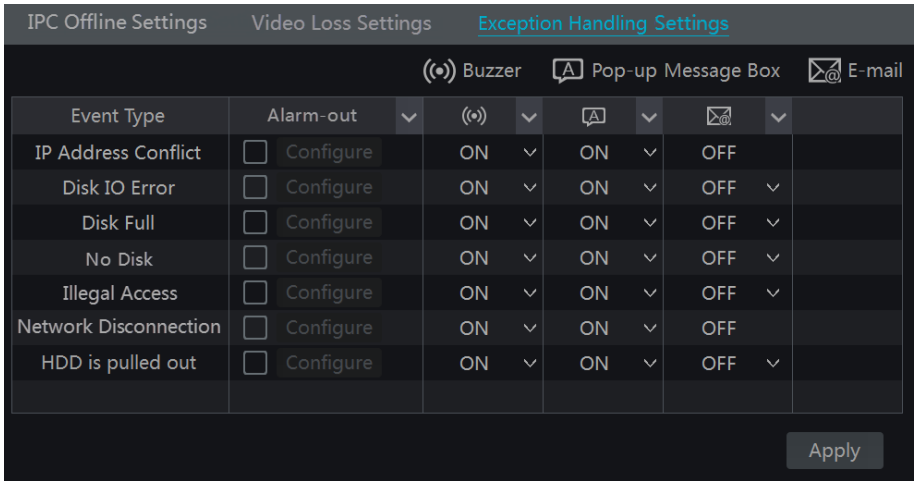 IPC Offline Settings Video Loss Settings Exception Handling Settings
Buzzer A Pop-up Message Box @ E-mail
Event Type Alarm-out A @
IP Address Conflict Configure ON ON OFF
Disk IO Error Configure ON ON OFF
Disk Full Configure ON ON OFF
No Disk Configure ON ON OFF
Illegal Access Configure ON ON OFF
Network Disconnection Configure ON ON OFF
HDD is pulled out Configure ON ON OFF
Apply